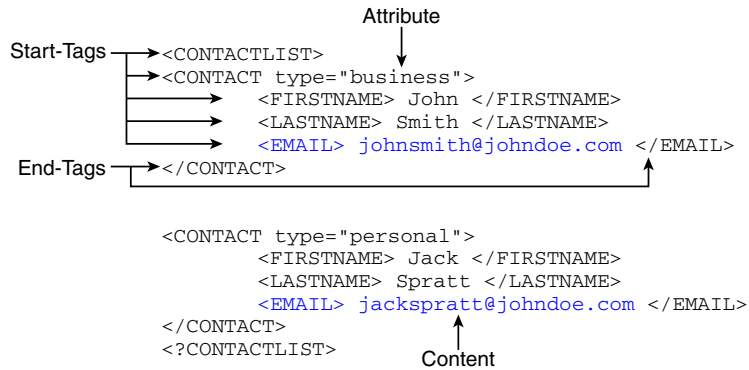 Attribute
Start-Tags
<CONTACTLIST>
<CONTACT type="business">
<FIRSTNAME> John </FIRSTNAME>
<LASTNAME> Smith </LASTNAME>
<EMAIL> johnsmith@johndoe.com </EMAIL>
End-Tags
</CONTACT>
<CONTACT type="personal">
<FIRSTNAME> Jack </FIRSTNAME>
<LASTNAME> Spratt </LASTNAME>
<EMAIL> jackspratt@johndoe.com </EMAIL>
</CONTACT>
<?CONTACTLIST>
Content